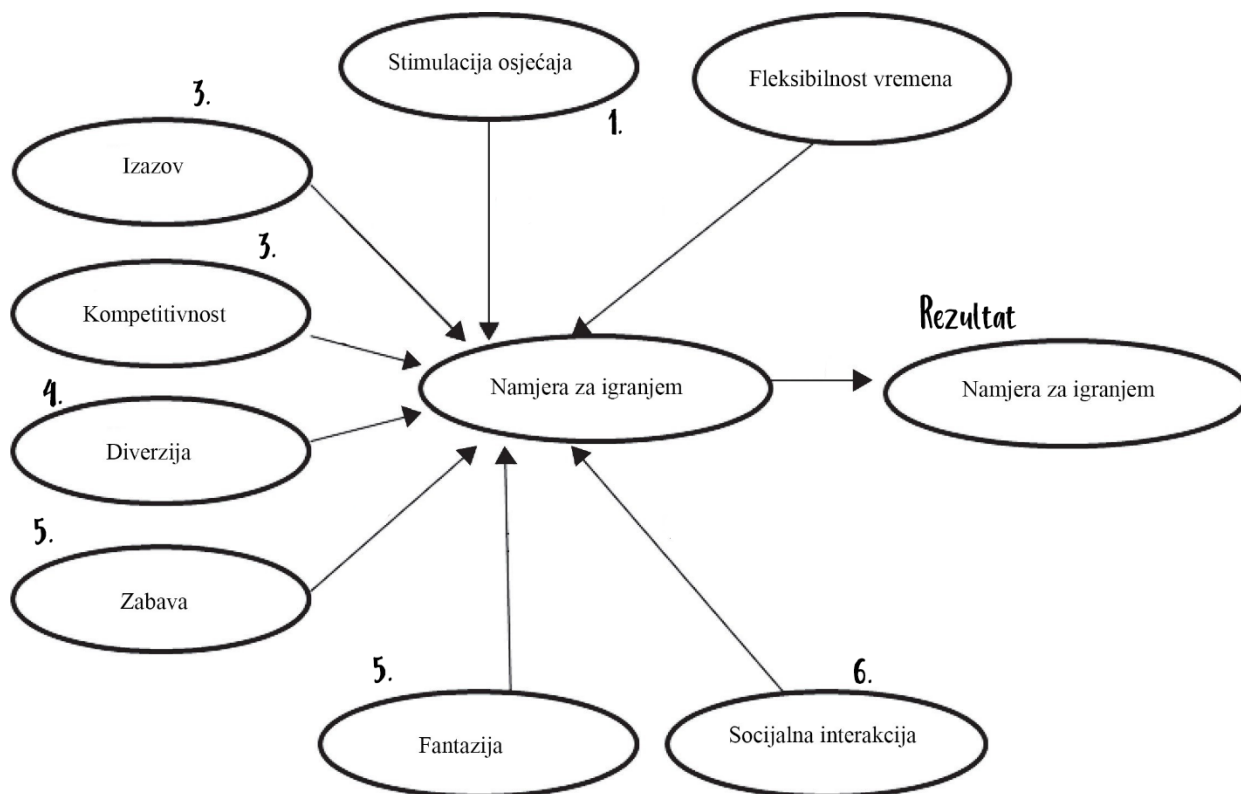 Stimulacija osjećaja
1.
Fleksibilnost vremena
3.
Izazov
3.
Kompetitivnost
4.
Diverzija
5.
Zabava
5.
Fantazija
6.
Socijalna interakcija
Namjera za igranjem
Rezultat
Namjera za igranjem